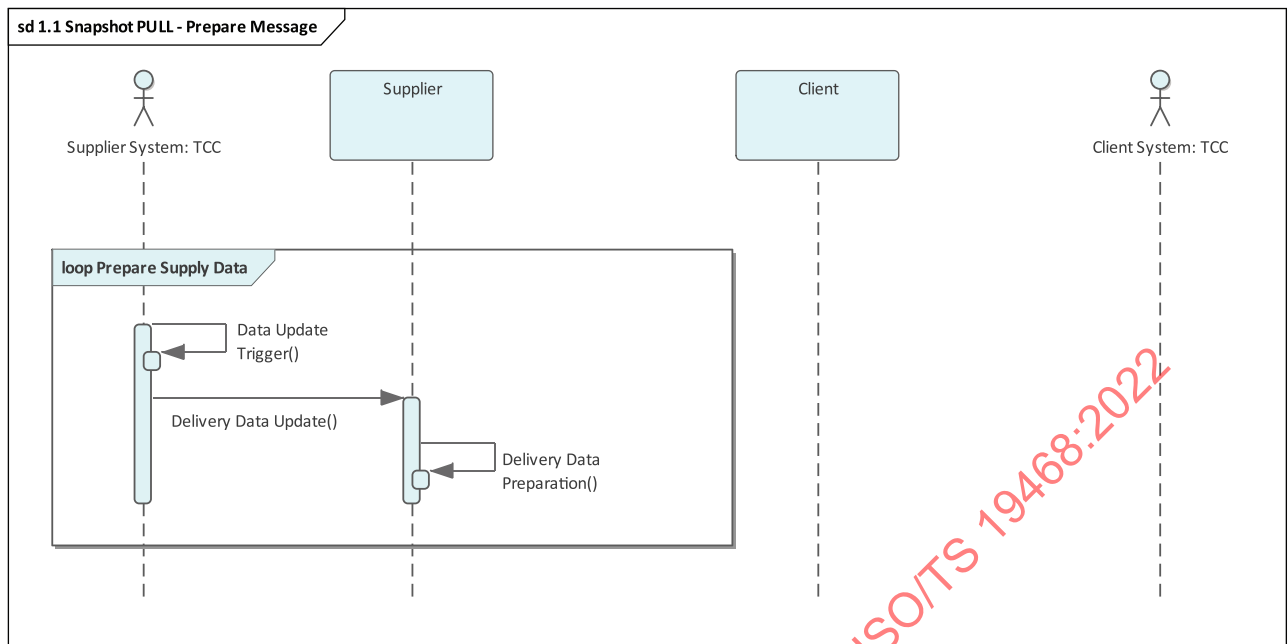 sd 1.1 Snapshot PULL - Prepare Message
Supplier
Client
Supplier System: TCC
Client System: TCC
loop Prepare Supply Data
Data Update
Trigger()
Delivery Data Update()
Delivery Data
Preparation()
ISO/TS 19468:2022